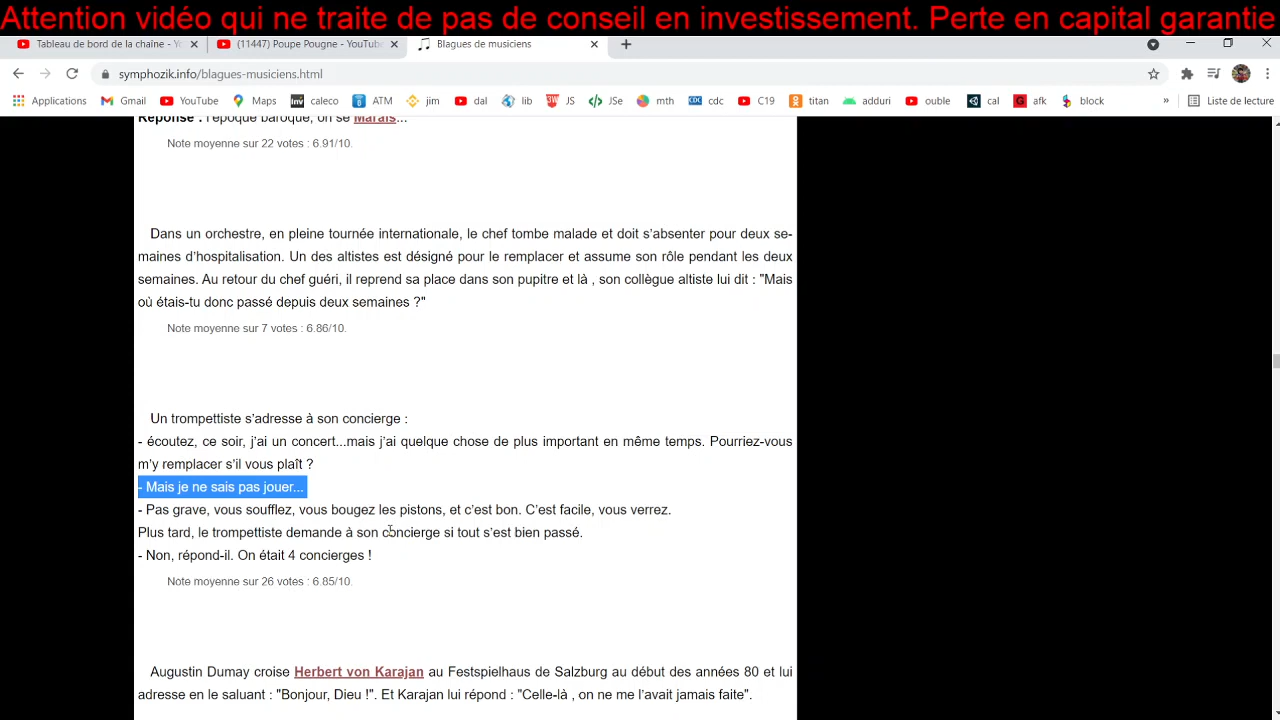 Attention vidéo qui ne traite de pas de conseil en investissement. Perte en capital garantie
Tableau de bord de la chaîne - Yo
(11447) Poupe Pougne - YouTube
Blagues de musiciens
symphozik.info/blagues-musiciens.html
Applications Gmail YouTube Maps caleco ATM jim dal lib JS JSe mth cdc C19 titan adduri ouble cal afk block » Liste de lecture
Réponse : l'époque baroque, on se Marais...
Note moyenne sur 22 votes : 6.91/10.
Dans un orchestre, en pleine tournée internationale, le chef tombe malade et doit s’absenter pour deux se-
maines d’hospitalisation. Un des altistes est désigné pour le remplacer et assume son rôle pendant les deux
semaines. Au retour du chef guéri, il reprend sa place dans son pupitre et là , son collègue altiste lui dit : "Mais
où étais-tu donc passé depuis deux semaines ?"
Note moyenne sur 7 votes : 6.86/10.
Un trompettiste s’adresse à son concierge :
- écoutez, ce soir, j’ai un concert...mais j’ai quelque chose de plus important en même temps. Pourriez-vous
m’y remplacer s’il vous plaît ?
- Mais je ne sais pas jouer...
- Pas grave, vous soufflez, vous bougez les pistons, et c’est bon. C’est facile, vous verrez.
Plus tard, le trompettiste demande à son concierge si tout s’est bien passé.
- Non, répond-il. On était 4 concierges !
Note moyenne sur 26 votes : 6.85/10.
Augustin Dumay croise Herbert von Karajan au Festspielhaus de Salzburg au début des années 80 et lui
adresse en le saluant : "Bonjour, Dieu !". Et Karajan lui répond : "Celle-là , on ne me l’avait jamais faite".